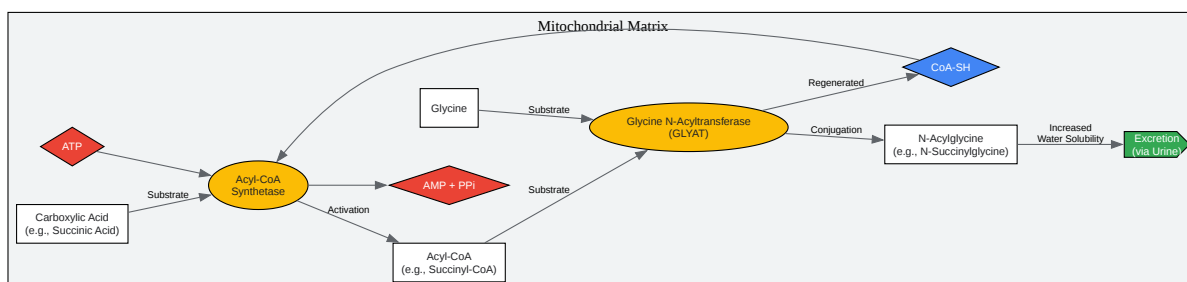 Mitochondrial Matrix
CoA-SH
Regenerated
Glycine
Substrate
Glycine N-Acyltransferase
(GLYAT)
Conjugation
N-Acylglycine
(e.g., N-Succinylglycine)
Increased
Water Solubility
Excretion
(via Urine)
ATP
Acyl-CoA
Synthetase
AMP + PPi
Substrate
Substrate
Carboxylic Acid
(e.g., Succinic Acid)
Activation
Acyl-CoA
(e.g., Succinyl-CoA)